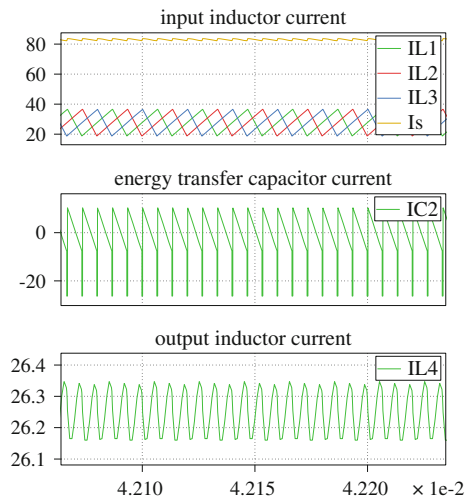 input inductor current
80
60
40
20
IL1
IL2
IL3
Is
energy transfer capacitor current
0
-20
IC2
output inductor current
26.4
26.3
26.2
26.1
IL4
4.210 4.215 4.220 × 1e-2